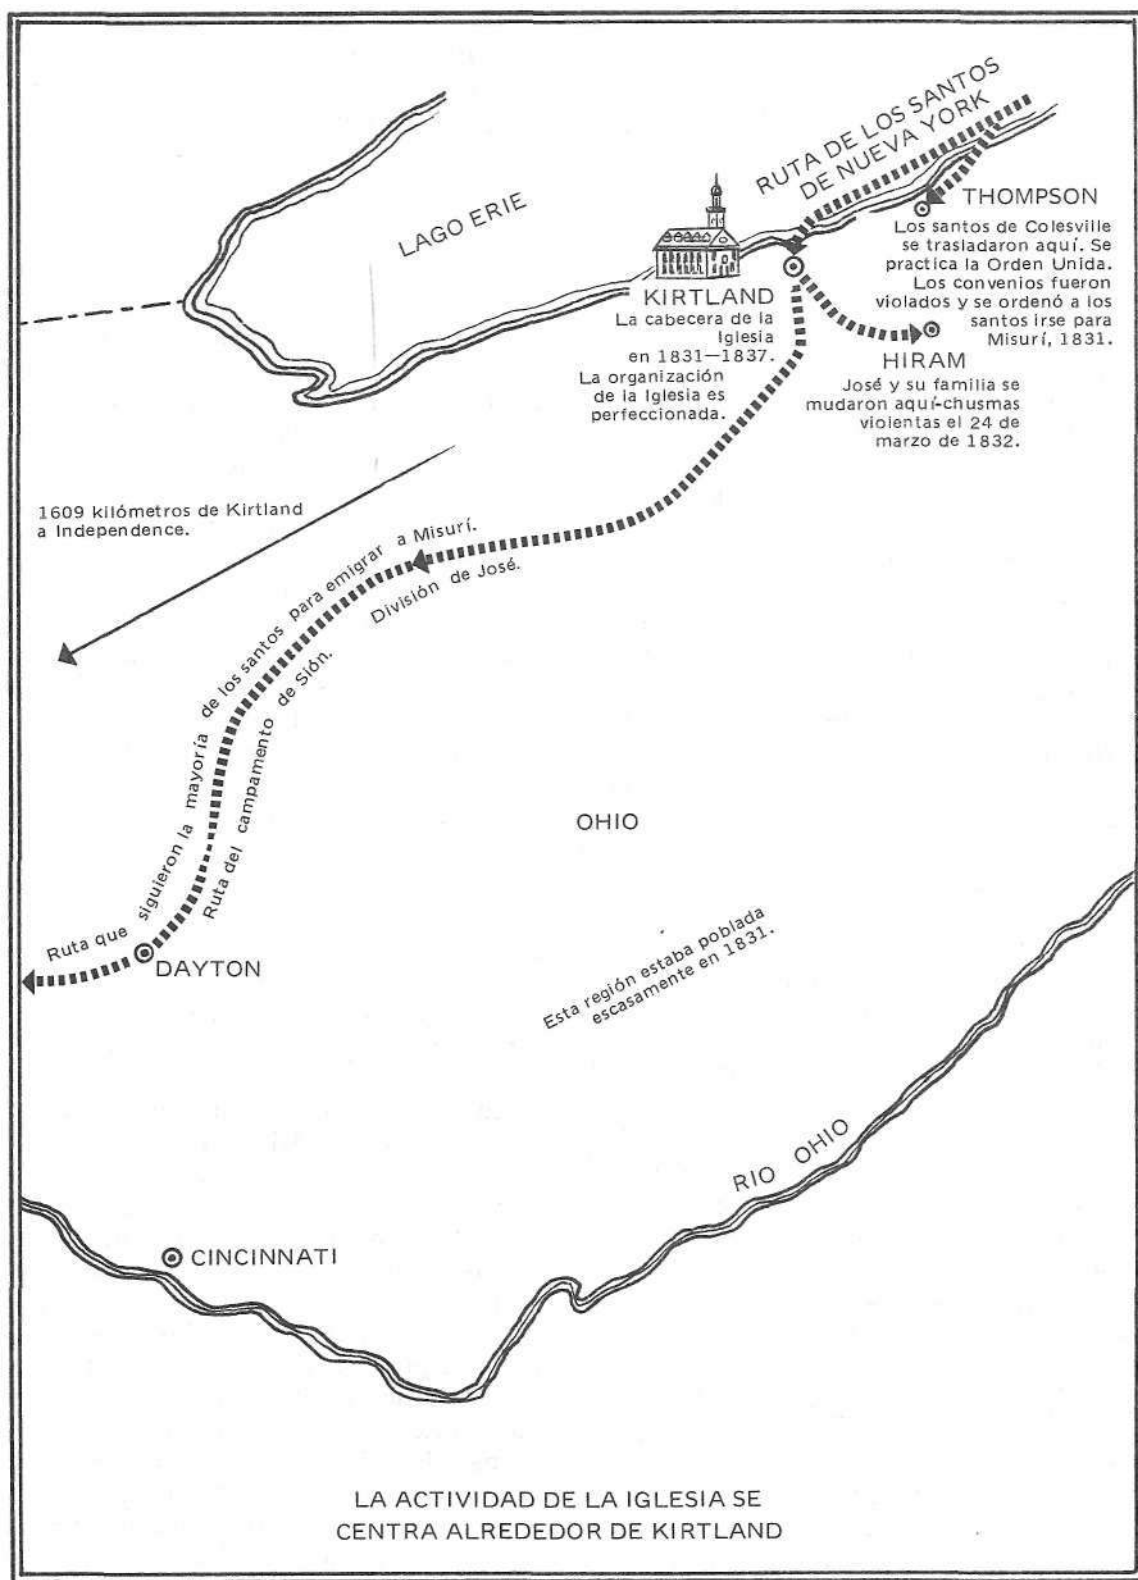 RUTA DE LOS SANTOS
DE NUEVA YORK
LAGO ERIE
THOMPSON
Los santos de Colesville
se trasladaron aquí. Se
practica la Orden Unida.
Los convenios fueron
violados y se ordenó a los
santos irse para
Misurí, 1831.
KIRTLAND
La cabecera de la
Iglesia
en 1831—1837.
La organización
de la Iglesia es
perfeccionada.
HIRAM
José y su familia se
mudaron aquí-chusmas
violentas el 24 de
marzo de 1832.
1609 kilómetros de Kirtland
a Independence.
Ruta que siguieron la mayoría de los santos para emigrar a Misurí.
Ruta del campamento de Sión. División de José.
OHIO
DAYTON
Esta región estaba poblada
escasamente en 1831.
RIO OHIO
CINCINNATI
LA ACTIVIDAD DE LA IGLESIA SE
CENTRA ALREDEDOR DE KIRTLAND